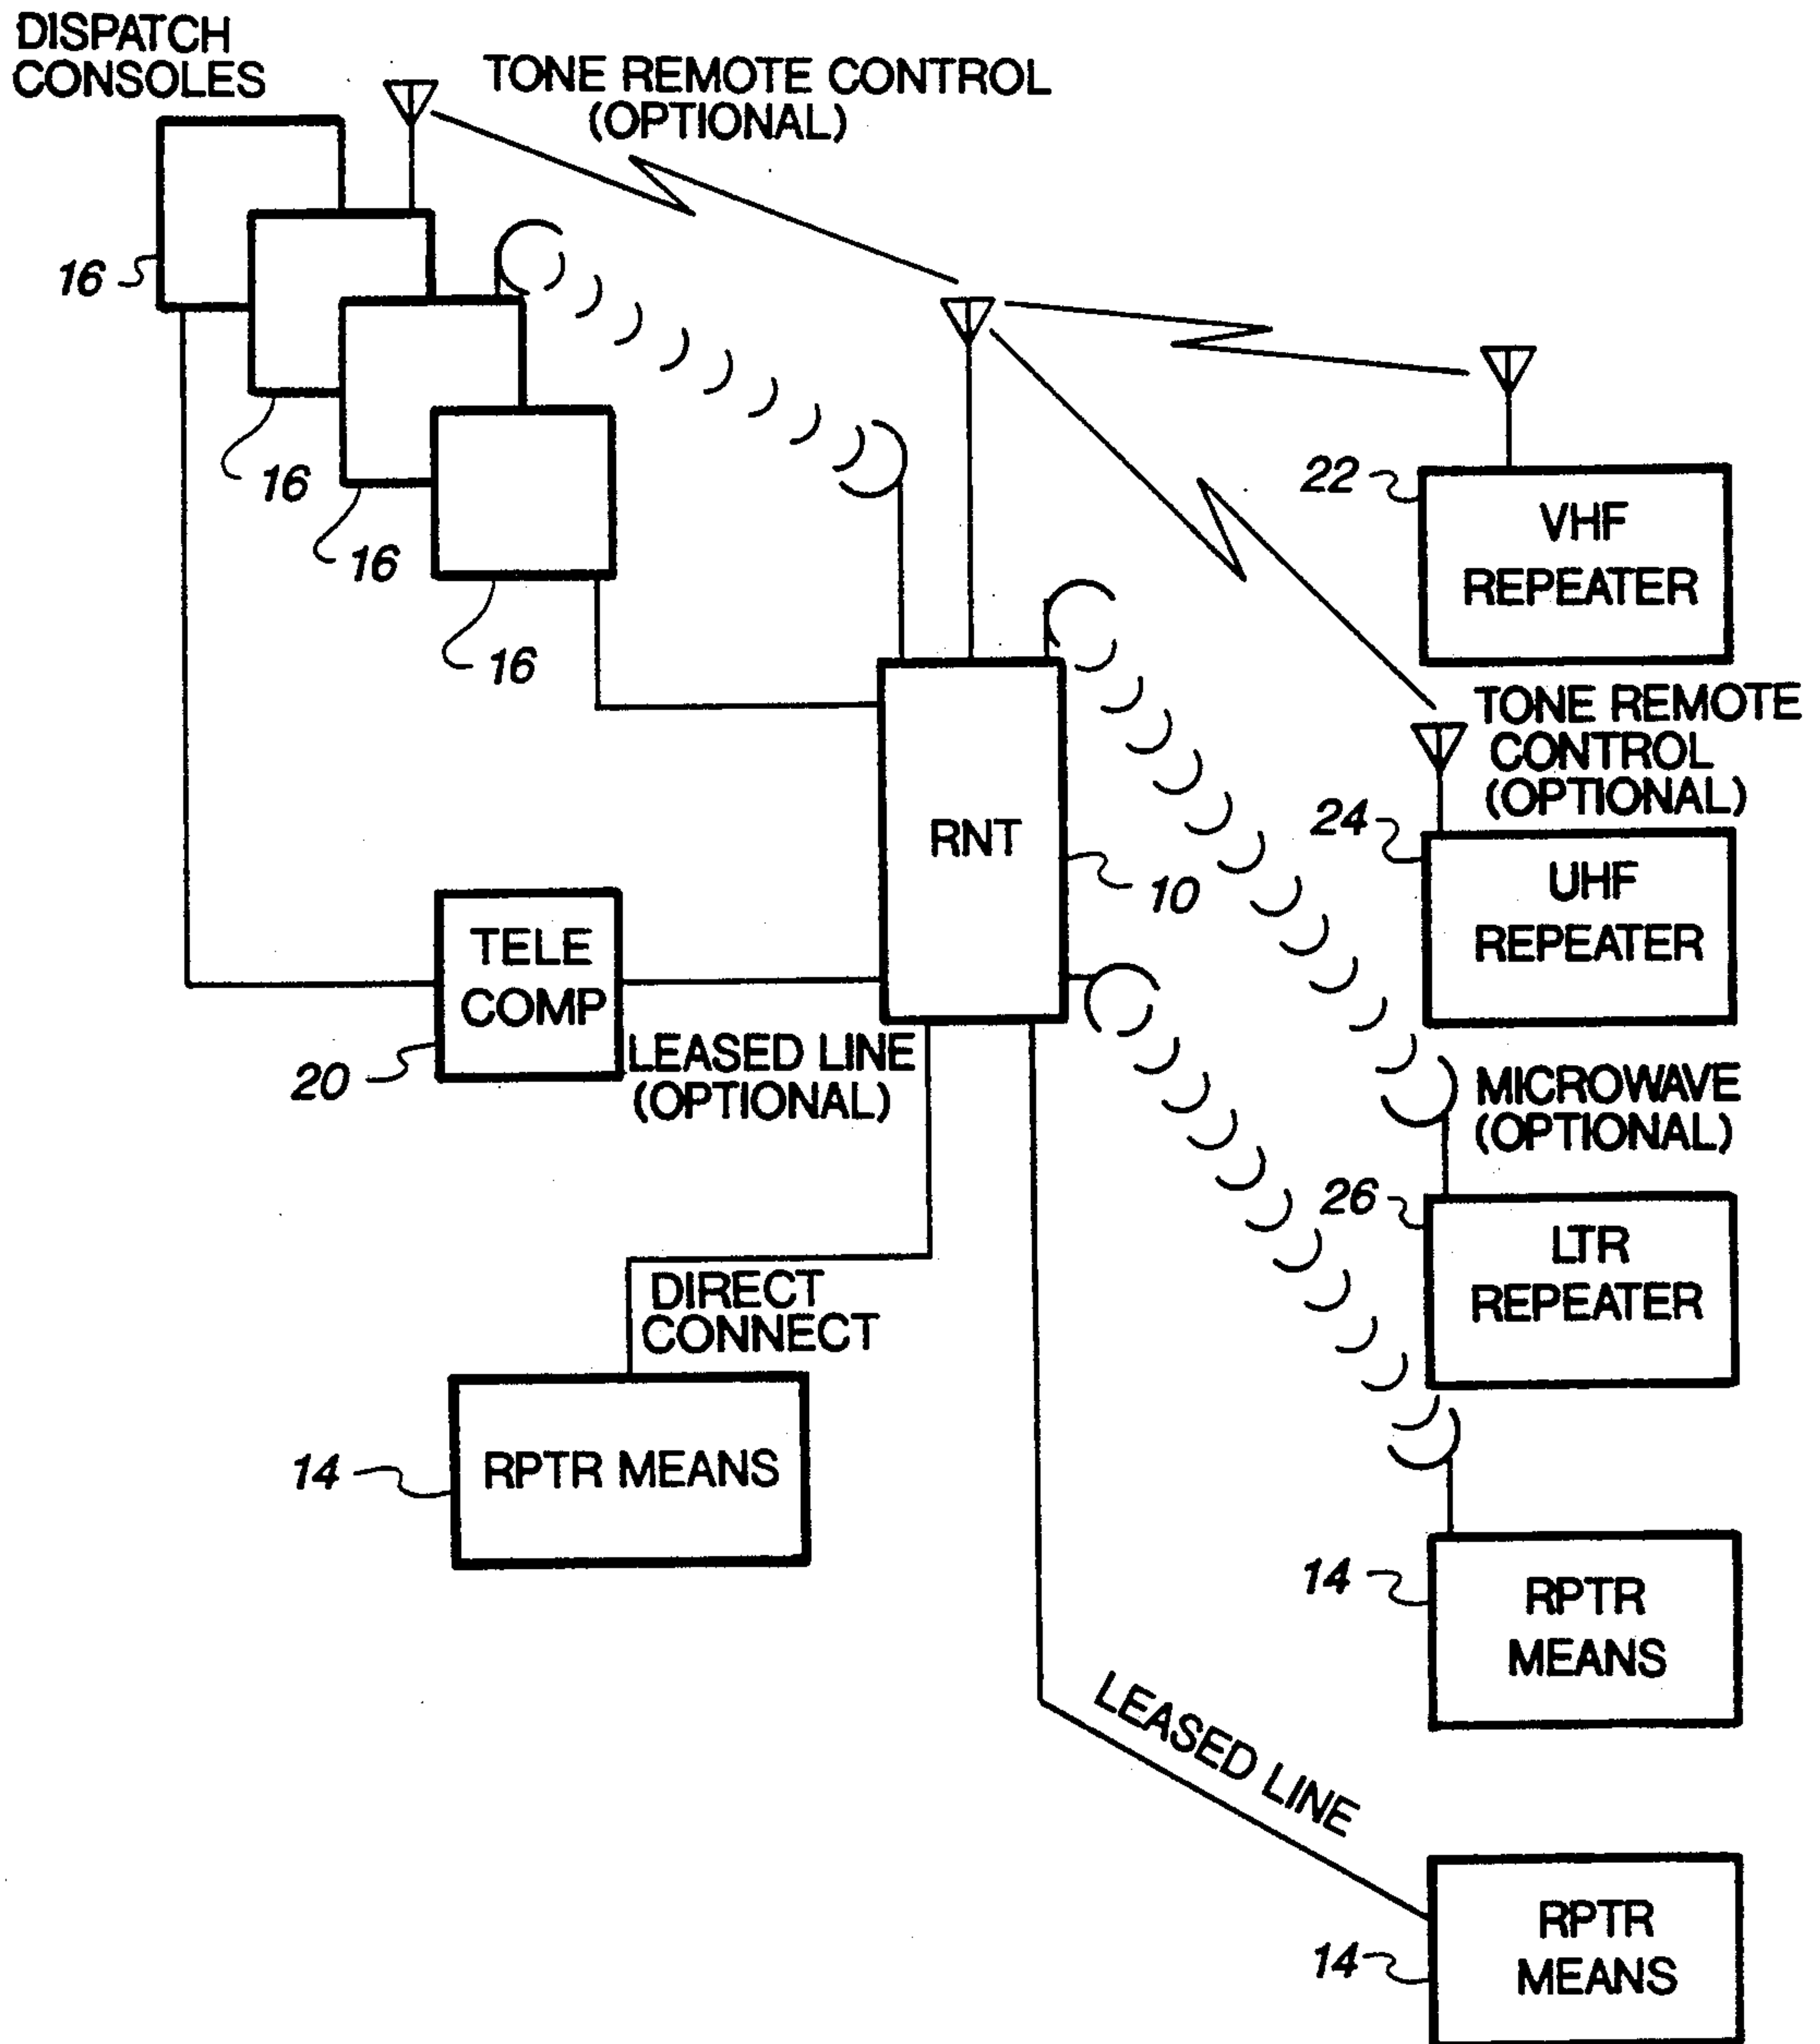 DISPATCH
CONSOLES
TONE REMOTE CONTROL
(OPTIONAL)
16
16
16
16
22
VHF
REPEATER
TONE REMOTE
CONTROL
(OPTIONAL)
24
UHF
REPEATER
RNT
10
TELE
COMP
20
LEASED LINE
(OPTIONAL)
MICROWAVE
(OPTIONAL)
26
LTR
REPEATER
DIRECT
CONNECT
14
RPTR MEANS
14
RPTR
MEANS
LEASED LINE
14
RPTR
MEANS